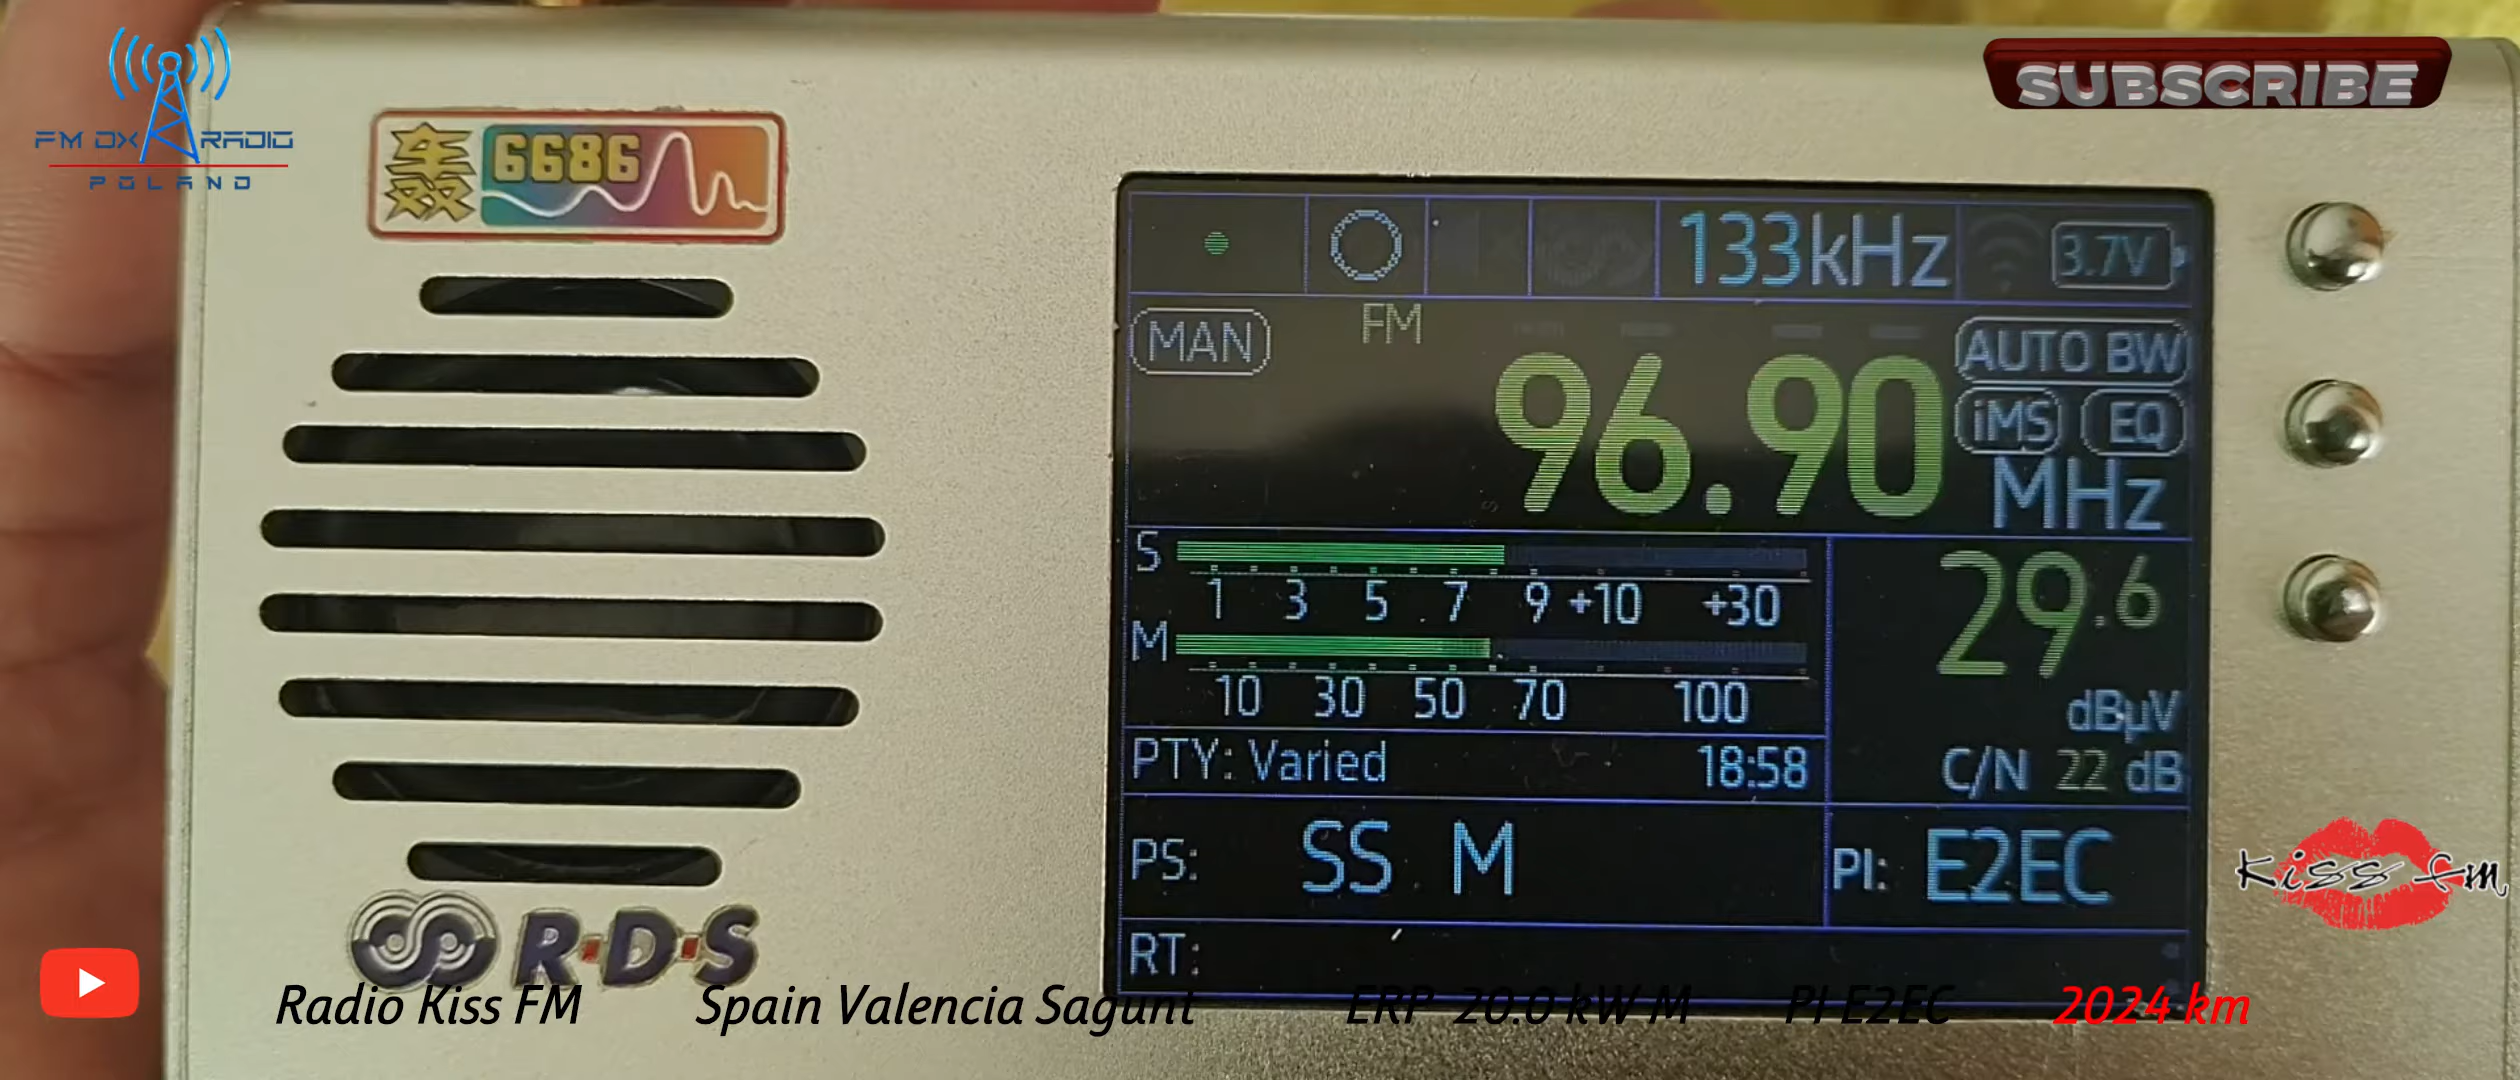 FM DX RADIO
POLAND
SUBSCRIBE
轰
双
6686
133kHz
3.7V
MAN
FM
96.90
MHz
AUTO BW
iMS
EQ
S
1 3 5 7 9 +10 +30
M
10 30 50 70 100
29.6
dBµV
C/N 22 dB
PTY: Varied 18:58
PS: SS M
PI: E2EC
RT:
Kiss fm
R·D·S
Radio Kiss FM Spain Valencia Sagunt ERP 20.0 kW M PI E2EC 2024 km